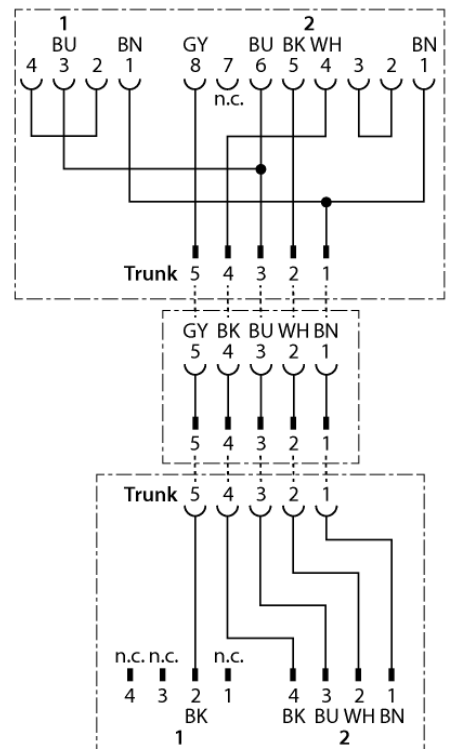 1 2
BU BN GY BU BK WH BN
4 3 2 1 8 7 6 5 4 3 2 1
n.c.
Trunk 5 4 3 2 1
GY BK BU WH BN
5 4 3 2 1
5 4 3 2 1
Trunk 5 4 3 2 1
n.c. n.c. n.c.
4 3 2 1 4 3 2 1
BK BK BU WH BN
1 2